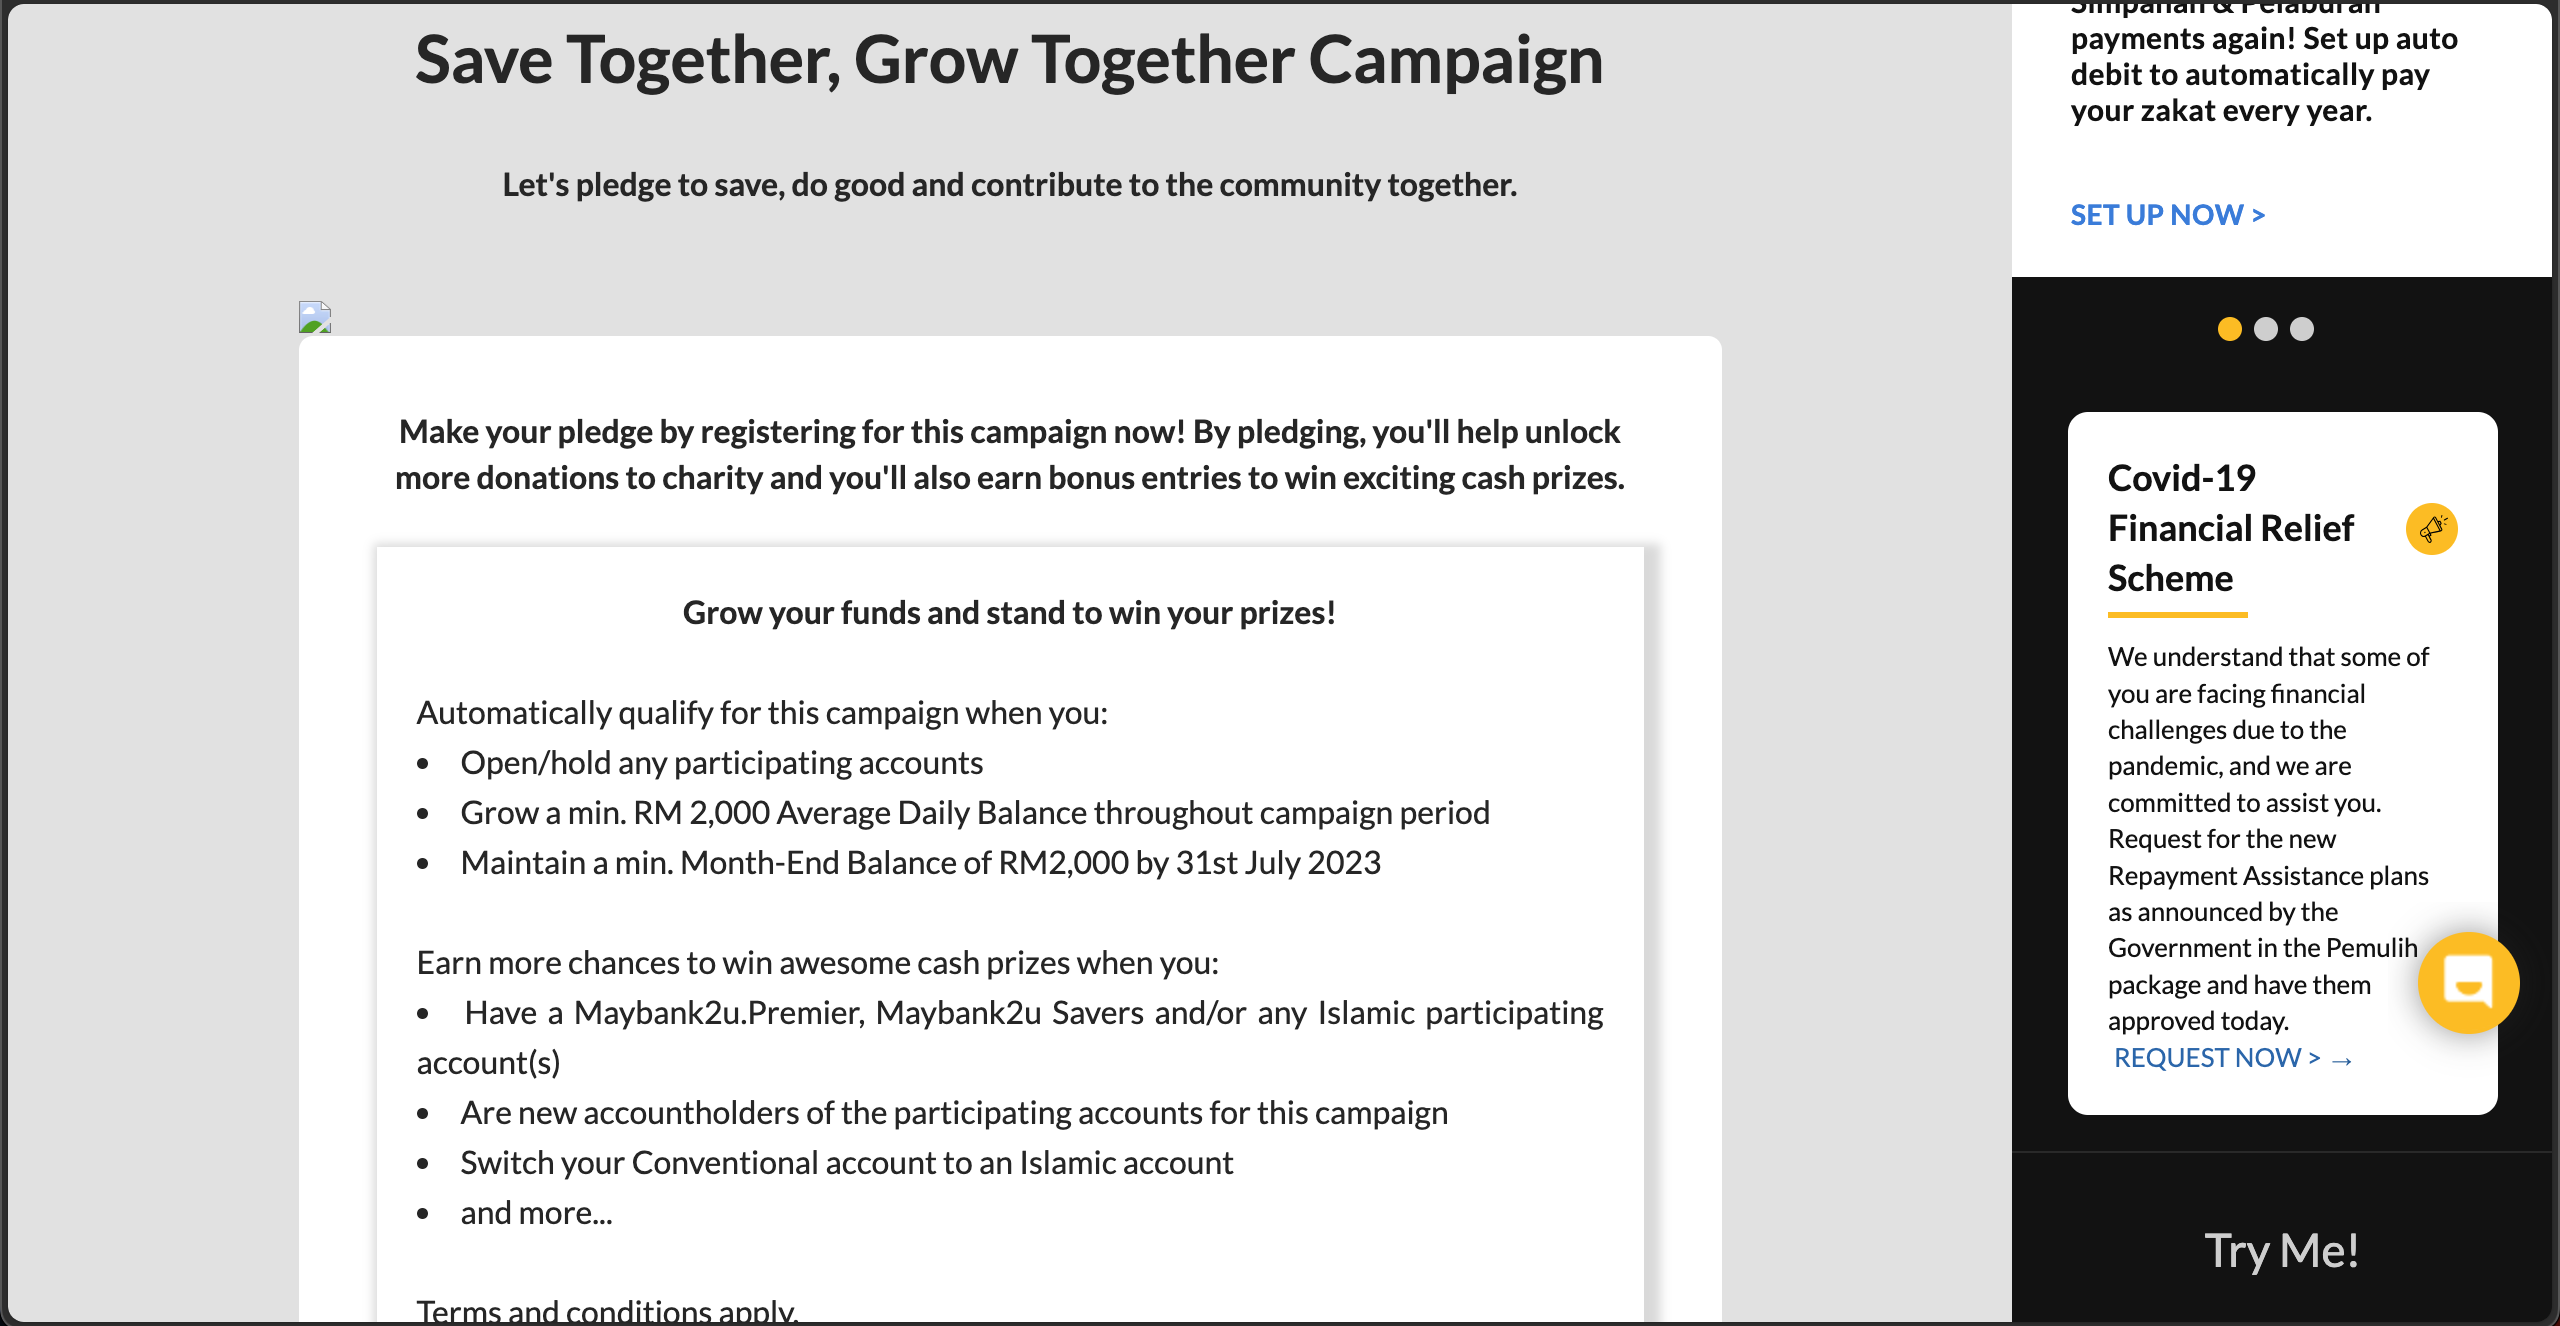 Save Together, Grow Together Campaign
Let's pledge to save, do good and contribute to the community together.
Make your pledge by registering for this campaign now! By pledging, you'll help unlock
more donations to charity and you'll also earn bonus entries to win exciting cash prizes.
Grow your funds and stand to win your prizes!
Automatically qualify for this campaign when you:
• Open/hold any participating accounts
• Grow a min. RM 2,000 Average Daily Balance throughout campaign period
• Maintain a min. Month-End Balance of RM2,000 by 31st July 2023
Earn more chances to win awesome cash prizes when you:
• Have a Maybank2u.Premier, Maybank2u Savers and/or any Islamic participating
account(s)
• Are new accountholders of the participating accounts for this campaign
• Switch your Conventional account to an Islamic account
• and more...
Terms and conditions apply.
Simpanan & Pelaburan
payments again! Set up auto
debit to automatically pay
your zakat every year.
SET UP NOW >
Covid-19
Financial Relief
Scheme
We understand that some of
you are facing financial
challenges due to the
pandemic, and we are
committed to assist you.
Request for the new
Repayment Assistance plans
as announced by the
Government in the Pemulih
package and have them
approved today.
REQUEST NOW > →
Try Me!